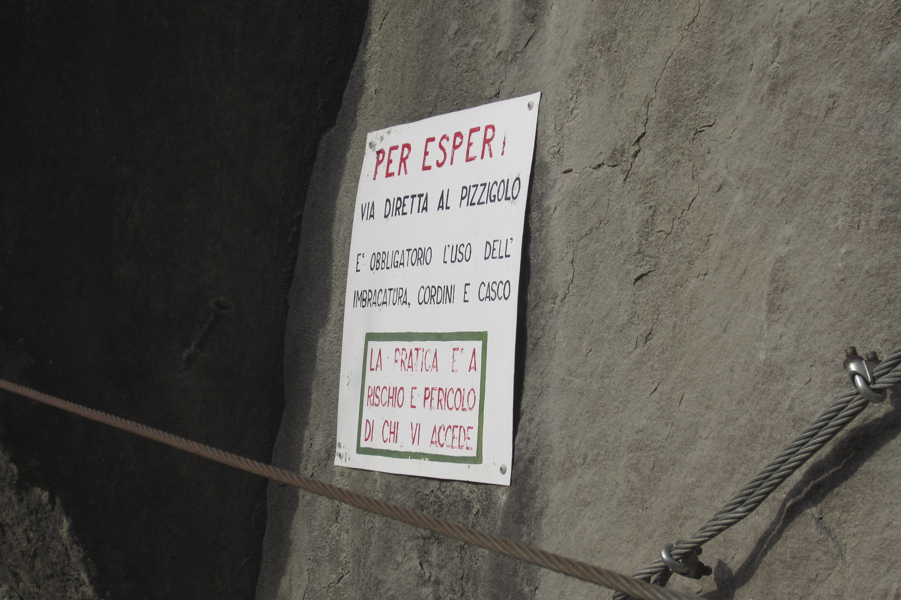 PER ESPERTI
VIA DIRETTA AL PIZZIGOLO
E' OBBLIGATORIO L'USO DELL'
IMBRACATURA, CORDINI E CASCO
LA PRATICA E' A
RISCHIO E PERICOLO
DI CHI VI ACCEDE